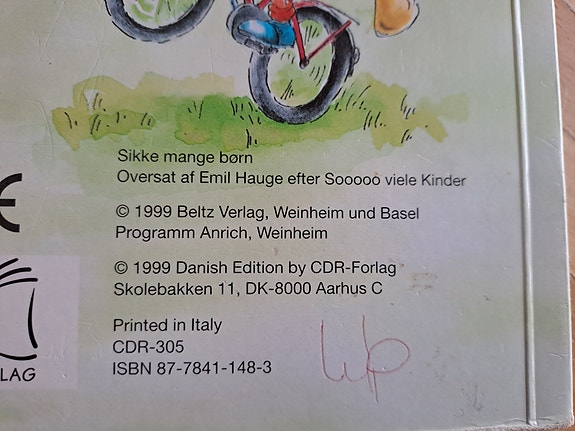 Sikke mange børn
Oversat af Emil Hauge efter Sooooo viele Kinder
© 1999 Beltz Verlag, Weinheim und Basel
Programm Anrich, Weinheim
© 1999 Danish Edition by CDR-Forlag
Skolebakken 11, DK-8000 Aarhus C
Printed in Italy
CDR-305
ISBN 87-7841-148-3